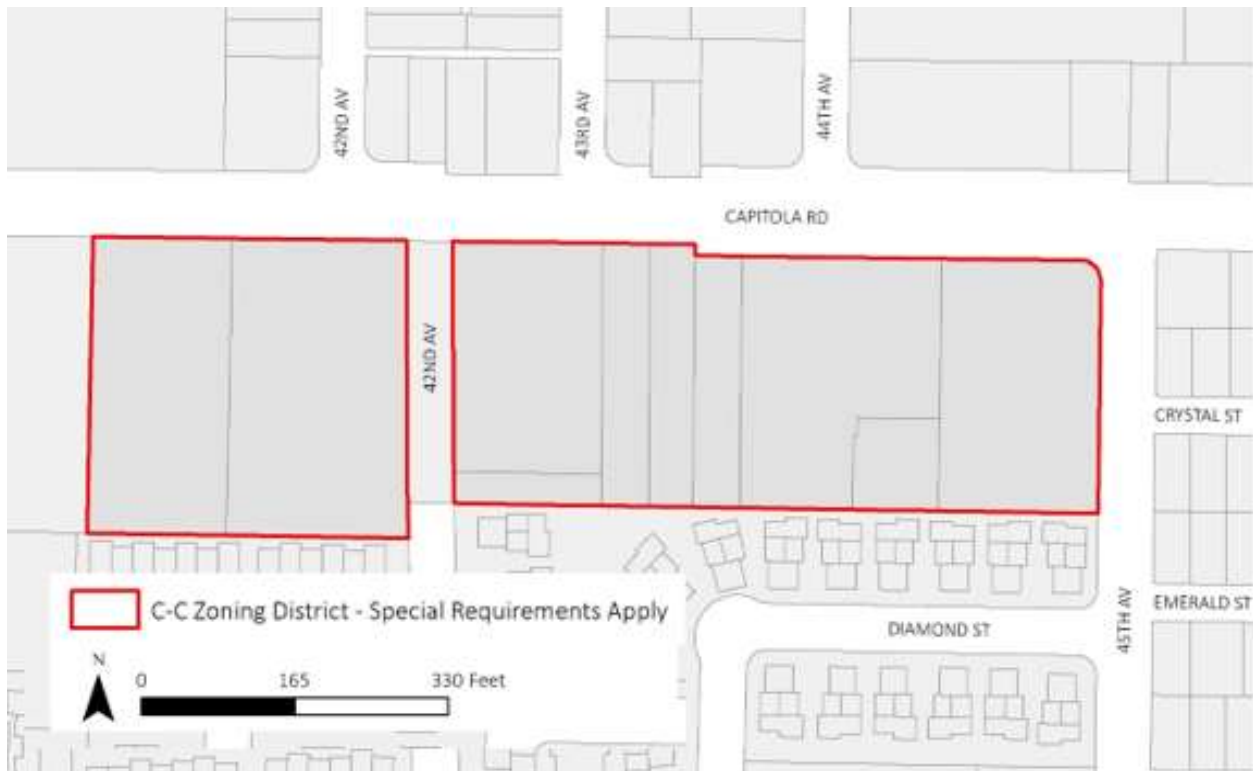 42ND AV
43RD AV
44TH AV
CAPITOLA RD
42ND AV
CRYSTAL ST
C-C Zoning District - Special Requirements Apply
EMERALD ST
DIAMOND ST
45TH AV
N
0 165 330 Feet